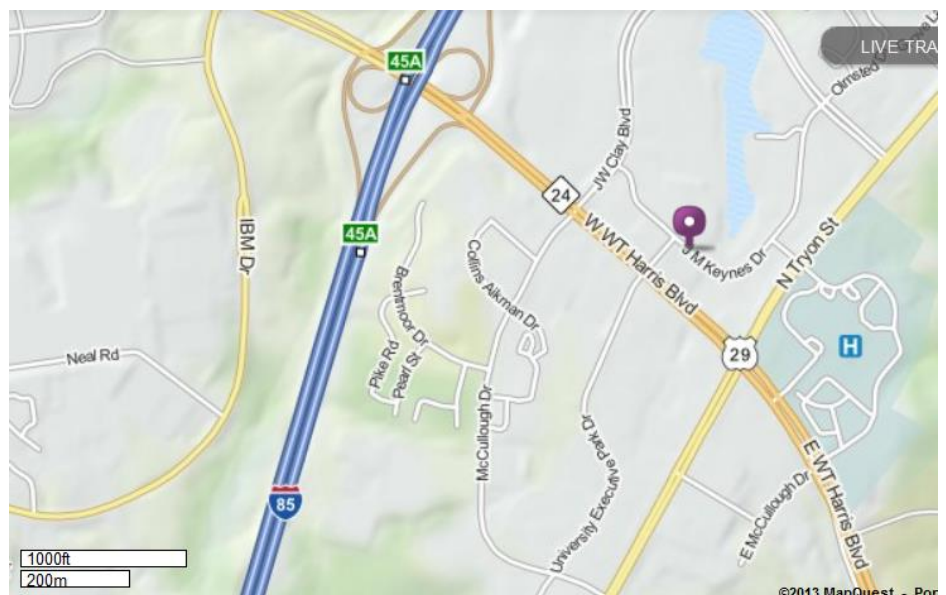 45A
LIVE TRA
Olmsted
JW Clay Blvd
24
IBM Dr
45A
W WT Harris Blvd
J M Keynes Dr
N Tryon St
Collins Aikman Dr
Brentmoor Dr
Neal Rd
Pike Rd
Pearl St
29
H
McCullough Dr
University Executive Park Dr
E WT Harris Blvd
E McCullough Dr
85
1000ft
200m
©2013 MapQuest - Por